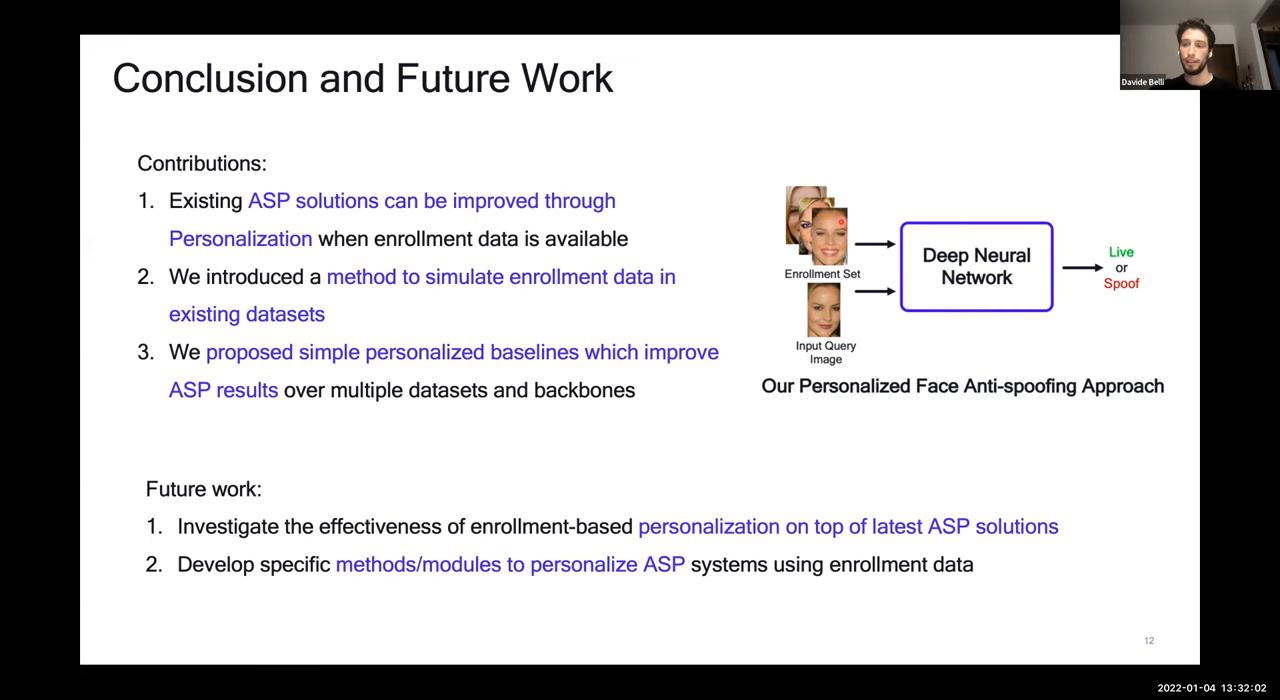 Conclusion and Future Work
Davide Belli
Contributions:
1. Existing ASP solutions can be improved through
Personalization when enrollment data is available
2. We introduced a method to simulate enrollment data in
existing datasets
3. We proposed simple personalized baselines which improve
ASP results over multiple datasets and backbones
Enrollment Set
Input Query
Image
Deep Neural
Network
Live
or
Spoof
Our Personalized Face Anti-spoofing Approach
Future work:
1. Investigate the effectiveness of enrollment-based personalization on top of latest ASP solutions
2. Develop specific methods/modules to personalize ASP systems using enrollment data
12
2022-01-04 13:32:02